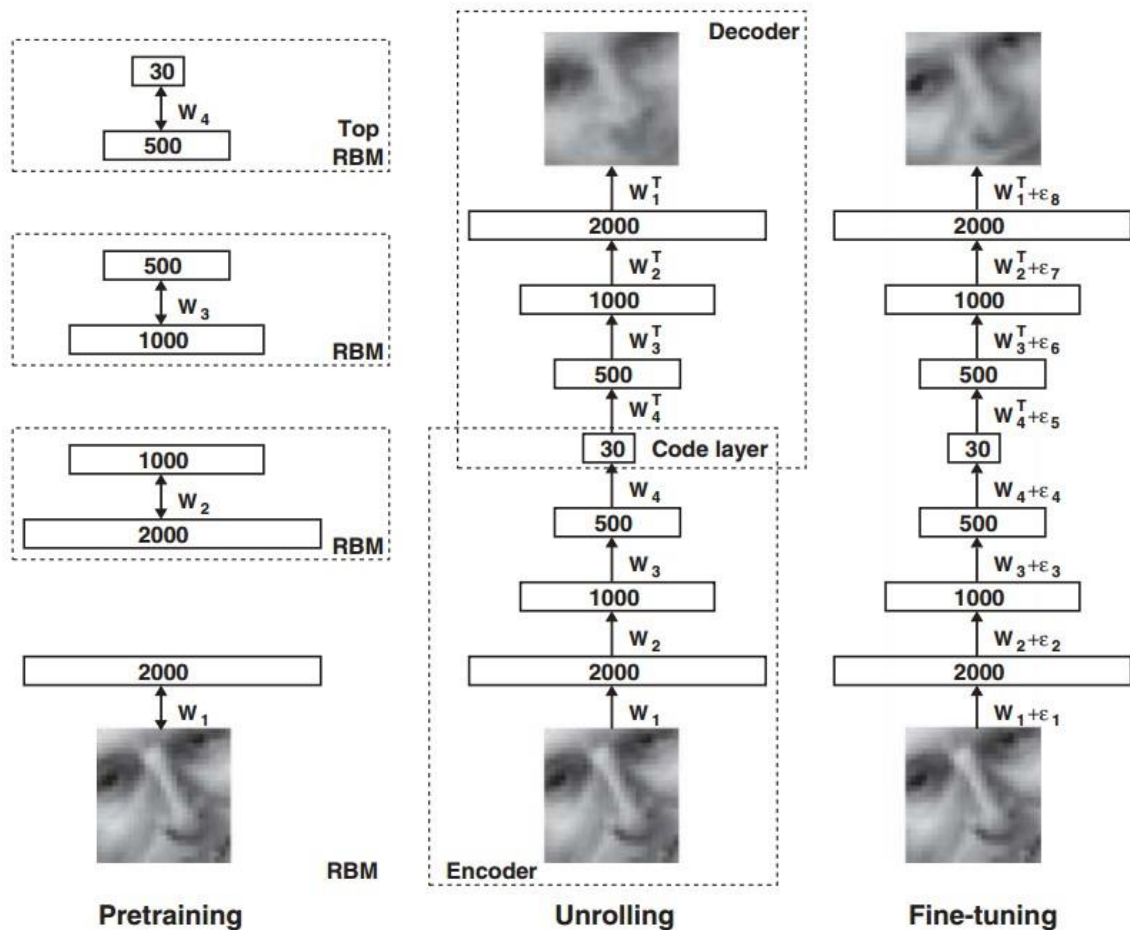 30
W₄
500
Top
RBM
500
W₃
1000
RBM
1000
W₂
2000
RBM
2000
W₁
RBM
Pretraining
Decoder
W₁ᵀ
2000
W₂ᵀ
1000
W₃ᵀ
500
W₄ᵀ
30
Code layer
W₄
500
W₃
1000
W₂
2000
W₁
Encoder
Unrolling
W₁ᵀ+ε₈
2000
W₂ᵀ+ε₇
1000
W₃ᵀ+ε₆
500
W₄ᵀ+ε₅
30
W₄+ε₄
500
W₃+ε₃
1000
W₂+ε₂
2000
W₁+ε₁
Fine-tuning